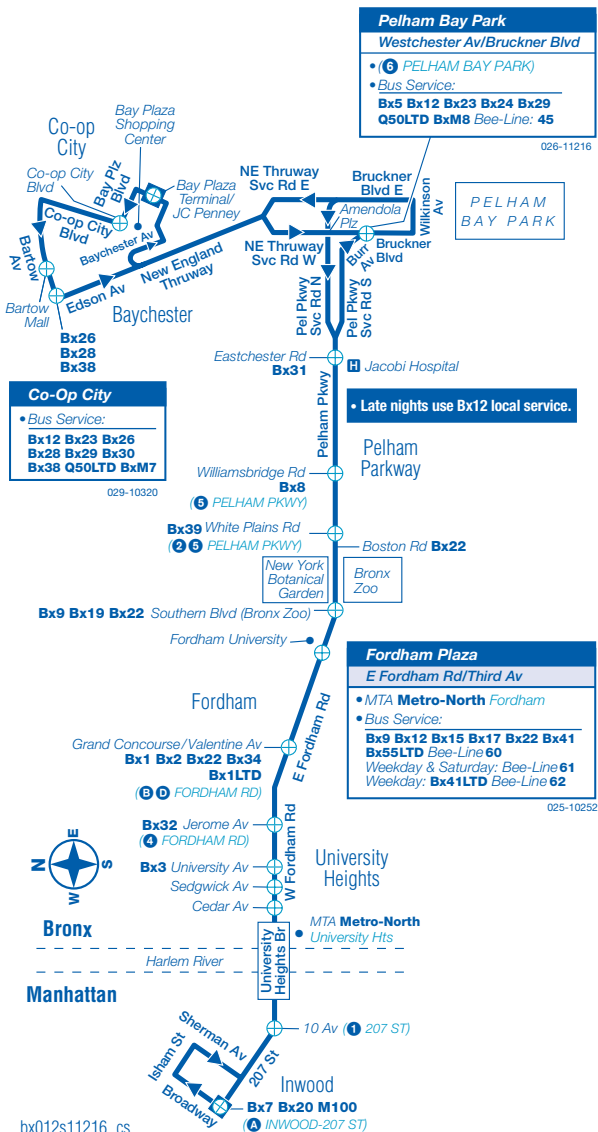 Pelham Bay Park
Westchester Av/Bruckner Blvd
• (6 PELHAM BAY PARK)
• Bus Service:
Bx5 Bx12 Bx23 Bx24 Bx29
Q50LTD BxM8 Bee-Line: 45
026-11216
Co-op
City
Bay Plaza
Shopping
Center
Co-op City
Blvd
Bay Plz
Blvd
Bay Plaza
Terminal/
JC Penney
Co-op City
Blvd
Baychester Av
Bartow
Av
Bartow
Mall
Edson Av
New England
Thruway
Baychester
Bx26
Bx28
Bx38
NE Thruway
Svc Rd E
Bruckner
Blvd E
Amendola
Plz
Wilkinson
Av
PELHAM
BAY PARK
NE Thruway
Svc Rd W
Burr
Av
Bruckner
Blvd
Pel Pkwy
Svc Rd N
Pel Pkwy
Svc Rd S
Eastchester Rd
Bx31
H Jacobi Hospital
Co-Op City
• Bus Service:
Bx12 Bx23 Bx26
Bx28 Bx29 Bx30
Bx38 Q50LTD BxM7
029-10320
• Late nights use Bx12 local service.
Pelham Pkwy
Pelham
Parkway
Williamsbridge Rd
Bx8
(5 PELHAM PKWY)
Bx39 White Plains Rd
(2 5 PELHAM PKWY)
Boston Rd Bx22
New York
Botanical
Garden
Bronx
Zoo
Bx9 Bx19 Bx22 Southern Blvd (Bronx Zoo)
Fordham University
Fordham Plaza
E Fordham Rd/Third Av
• MTA Metro-North Fordham
• Bus Service:
Bx9 Bx12 Bx15 Bx17 Bx22 Bx41
Bx55LTD Bee-Line 60
Weekday & Saturday: Bee-Line 61
Weekday: Bx41LTD Bee-Line 62
025-10252
Fordham
E Fordham Rd
Grand Concourse/Valentine Av
Bx1 Bx2 Bx22 Bx34
Bx1LTD
(B D FORDHAM RD)
Bx32 Jerome Av
(4 FORDHAM RD)
W Fordham Rd
Bx3 University Av
University
Heights
Sedgwick Av
Cedar Av
N
E
S
W
Bronx
University
Heights Br
MTA Metro-North
University Hts
Harlem River
Manhattan
10 Av (1 207 ST)
Sherman Av
Isham St
207 St
Broadway
Inwood
Bx7 Bx20 M100
(A INWOOD-207 ST)
bx012s11216_cs